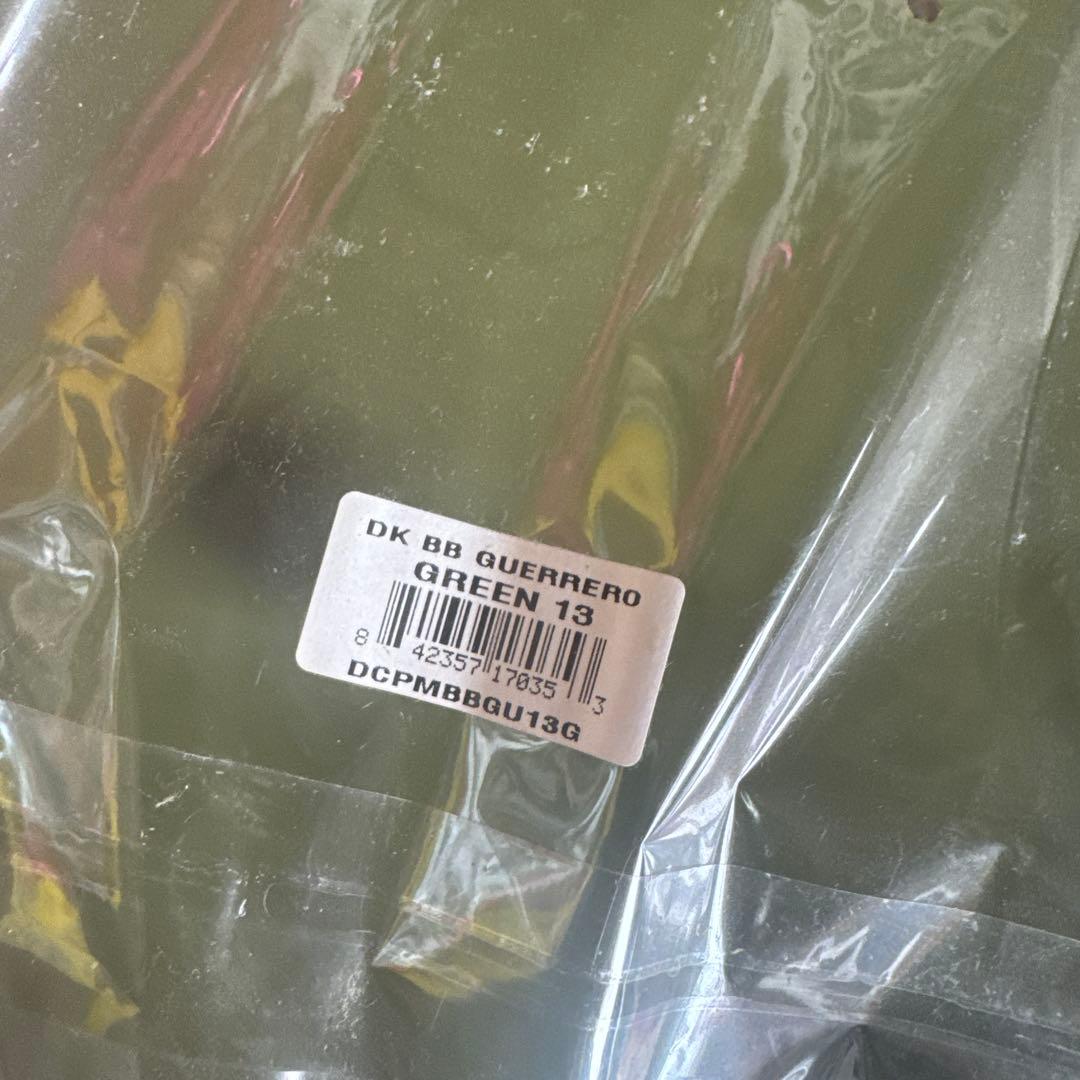 DK BB GUERRERO
GREEN 13
8 42357 17035 3
DCPMBBGU13G